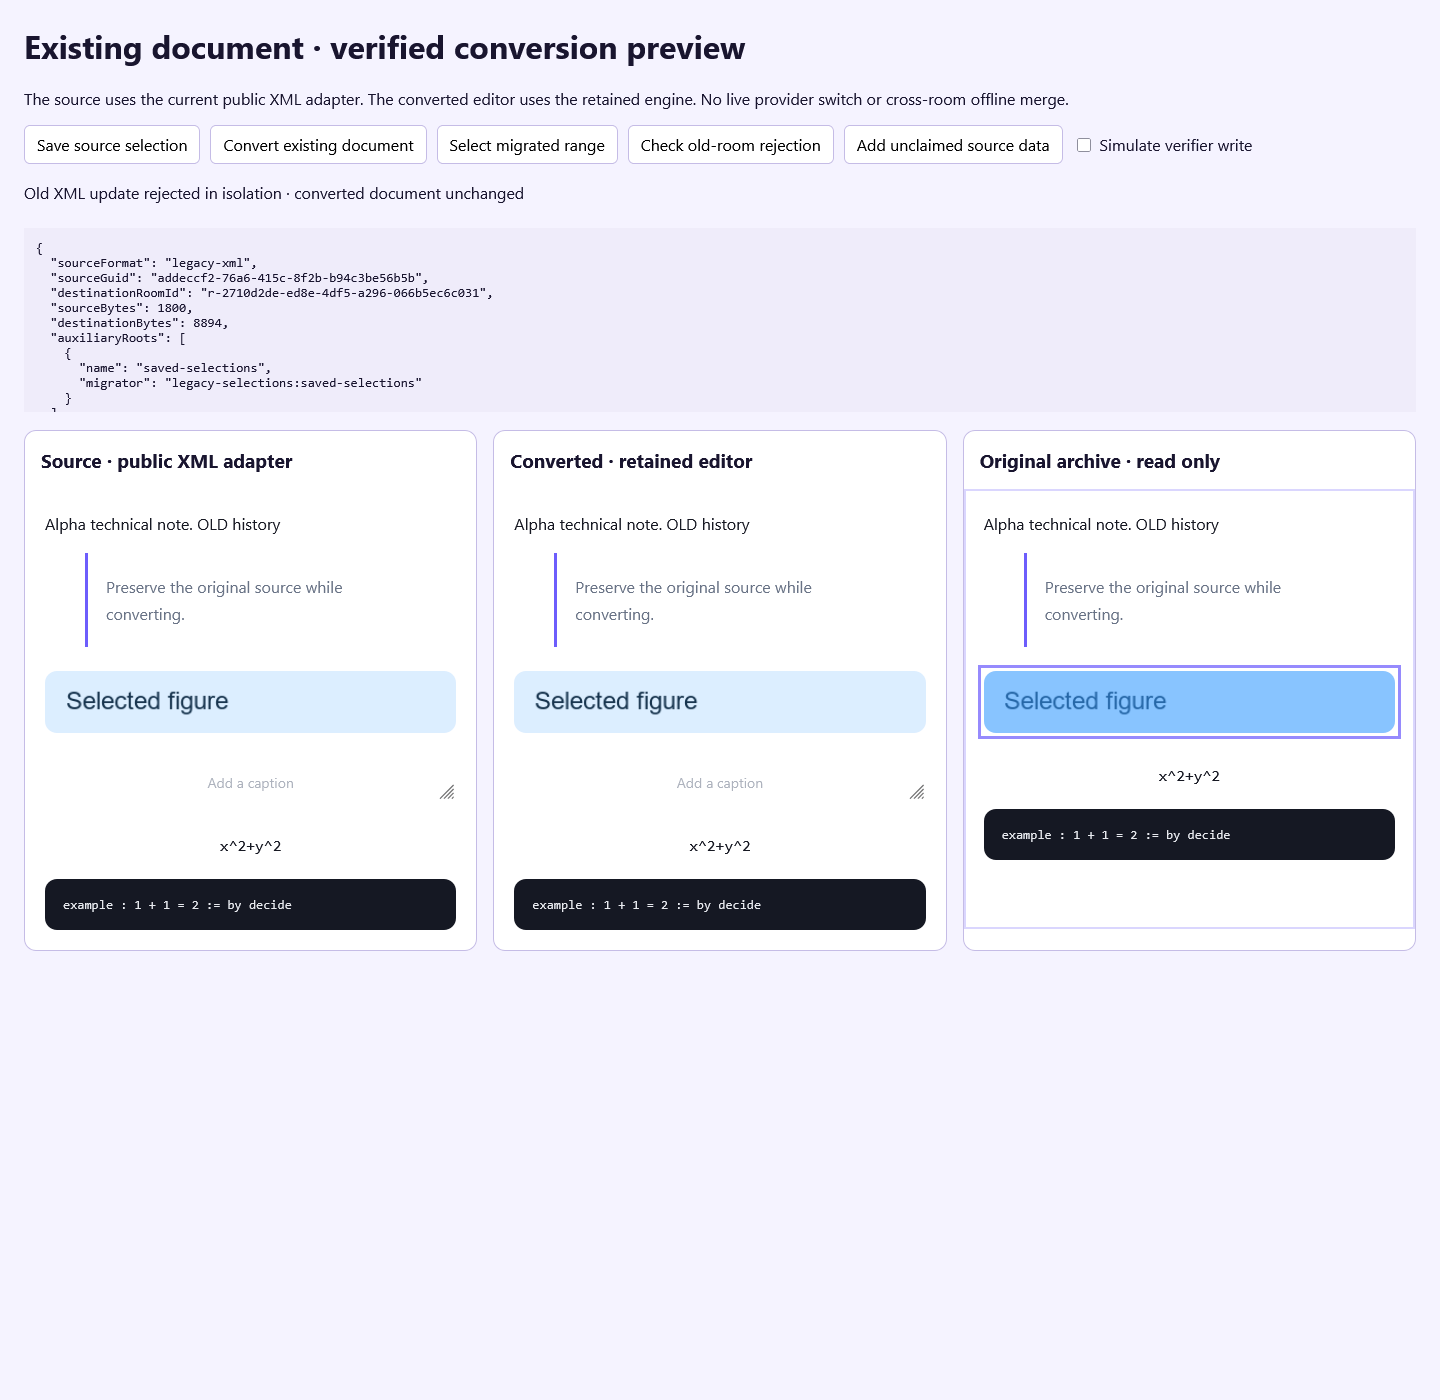 Existing document · verified conversion preview
The source uses the current public XML adapter. The converted editor uses the retained engine. No live provider switch or cross-room offline merge.
Save source selection
Convert existing document
Select migrated range
Check old-room rejection
Add unclaimed source data
Simulate verifier write
Old XML update rejected in isolation · converted document unchanged
{
"sourceFormat": "legacy-xml",
"sourceGuid": "addeccf2-76a6-415c-8f2b-b94c3be56b5b",
"destinationRoomId": "r-2710d2de-ed8e-4df5-a296-066b5ec6c031",
"sourceBytes": 1800,
"destinationBytes": 8894,
"auxiliaryRoots": [
{
"name": "saved-selections",
"migrator": "legacy-selections:saved-selections"
}
]
Source · public XML adapter
Alpha technical note. OLD history
Preserve the original source while
converting.
Selected figure
Add a caption
x^2+y^2
example : 1 + 1 = 2 := by decide
Converted · retained editor
Alpha technical note. OLD history
Preserve the original source while
converting.
Selected figure
Add a caption
x^2+y^2
example : 1 + 1 = 2 := by decide
Original archive · read only
Alpha technical note. OLD history
Preserve the original source while
converting.
Selected figure
x^2+y^2
example : 1 + 1 = 2 := by decide